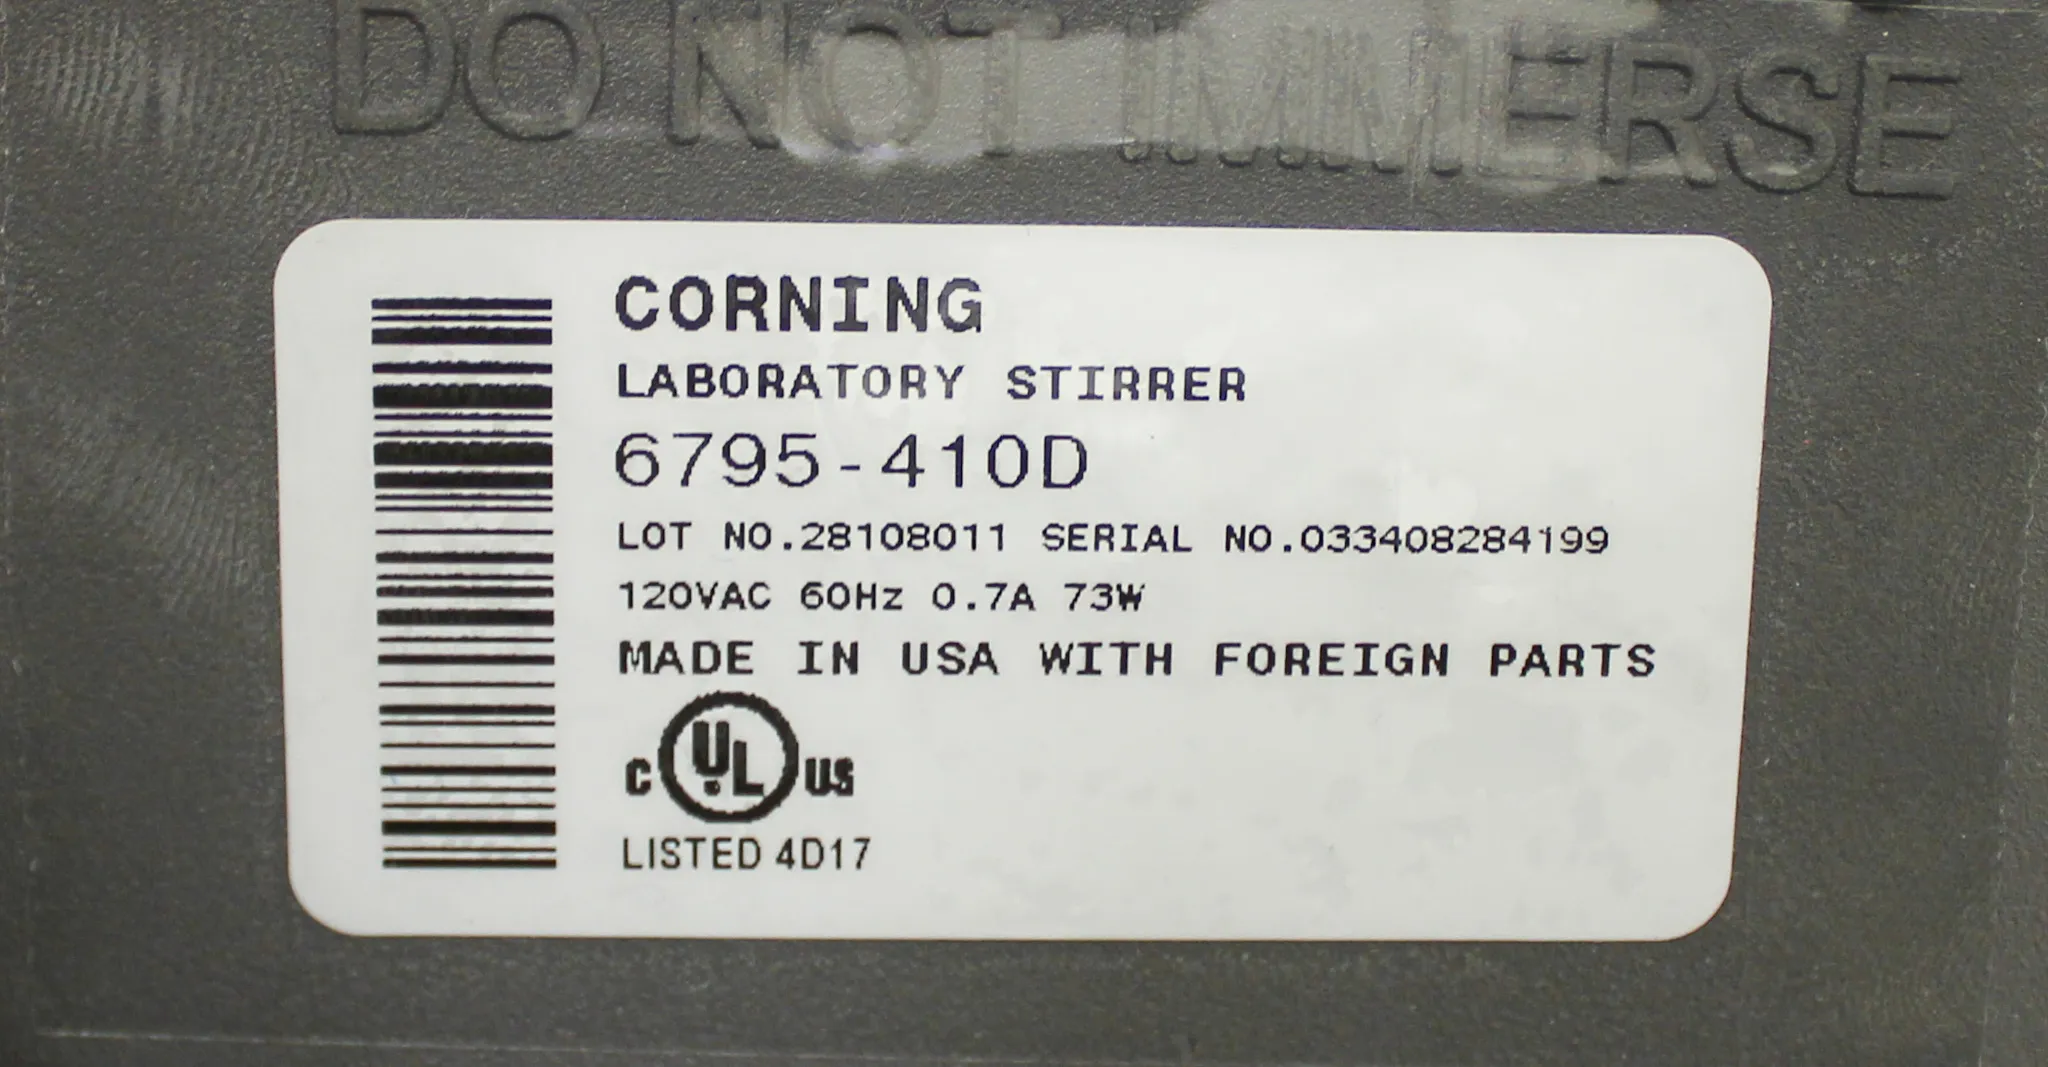 DO NOT IMMERSE
CORNING
LABORATORY STIRRER
6795-410D
LOT NO.28108011 SERIAL NO.033408284199
120VAC 60Hz 0.7A 73W
MADE IN USA WITH FOREIGN PARTS
C UL US
LISTED 4D17